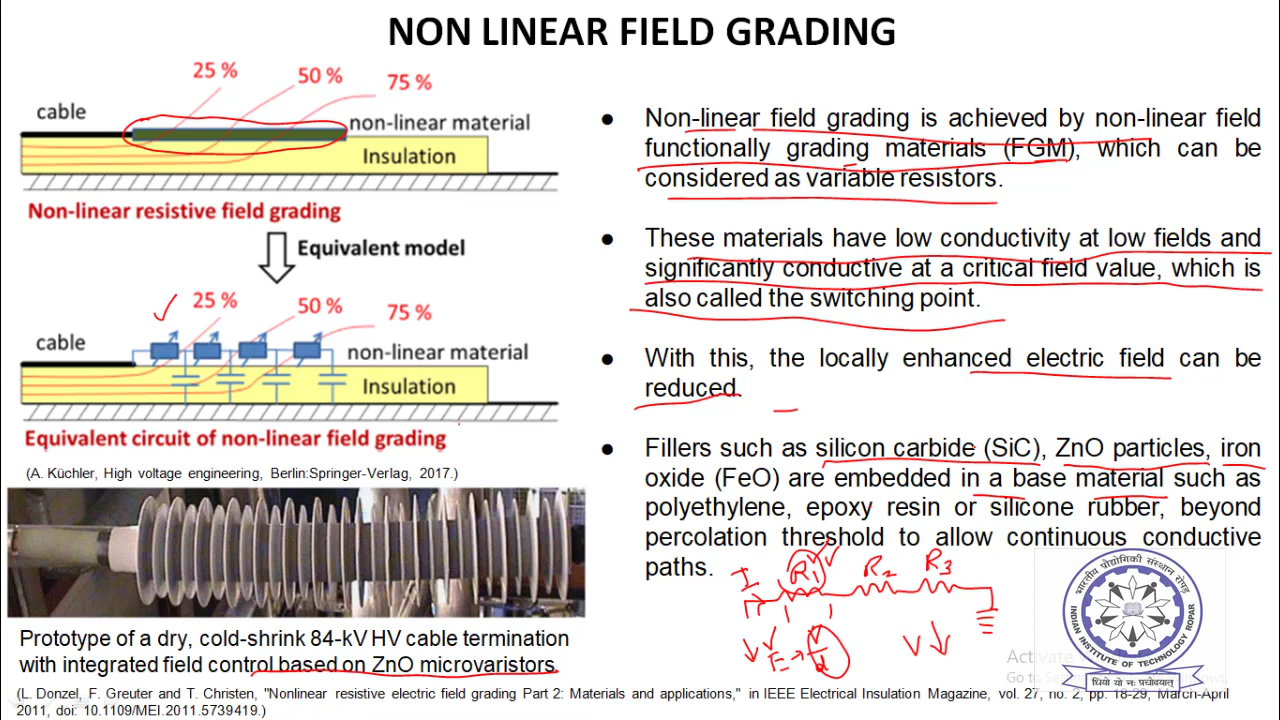 NON LINEAR FIELD GRADING
25 %
50 %
75 %
cable
non-linear material
Insulation
Non-linear resistive field grading
Equivalent model
25 %
50 %
75 %
cable
non-linear material
Insulation
Equivalent circuit of non-linear field grading
(A. Küchler, High voltage engineering, Berlin:Springer-Verlag, 2017.)
Prototype of a dry, cold-shrink 84-kV HV cable termination
with integrated field control based on ZnO microvaristors.
● Non-linear field grading is achieved by non-linear field
functionally grading materials (FGM), which can be
considered as variable resistors.
● These materials have low conductivity at low fields and
significantly conductive at a critical field value, which is
also called the switching point.
● With this, the locally enhanced electric field can be
reduced.
● Fillers such as silicon carbide (SiC), ZnO particles, iron
oxide (FeO) are embedded in a base material such as
polyethylene, epoxy resin or silicone rubber, beyond
percolation threshold to allow continuous conductive
paths.
I R1 R2 R3
V E → V/d V
भारतीय प्रौद्योगिकी संस्थान रोपड़
INDIAN INSTITUTE OF TECHNOLOGY ROPAR
धियो यो नः प्रचोदयात्
(L. Donzel, F. Greuter and T. Christen, "Nonlinear resistive electric field grading Part 2: Materials and applications," in IEEE Electrical Insulation Magazine, vol. 27, no. 2, pp. 18-29, March-April
2011, doi: 10.1109/MEI.2011.5739419.)